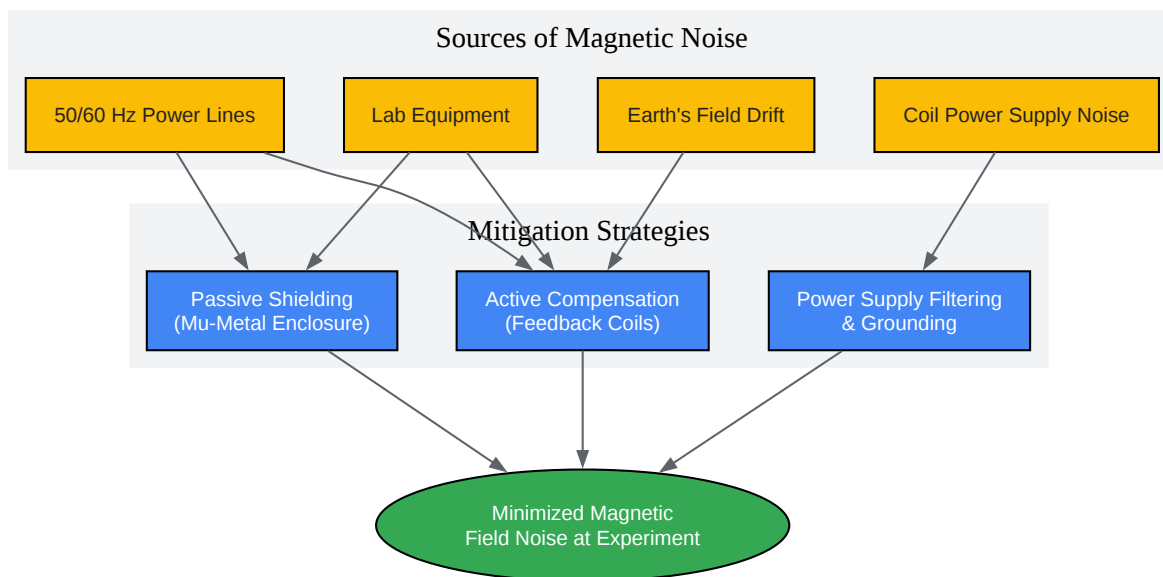 Sources of Magnetic Noise
50/60 Hz Power Lines
Lab Equipment
Earth's Field Drift
Coil Power Supply Noise
Mitigation Strategies
Passive Shielding
(Mu-Metal Enclosure)
Active Compensation
(Feedback Coils)
Power Supply Filtering
& Grounding
Minimized Magnetic
Field Noise at Experiment